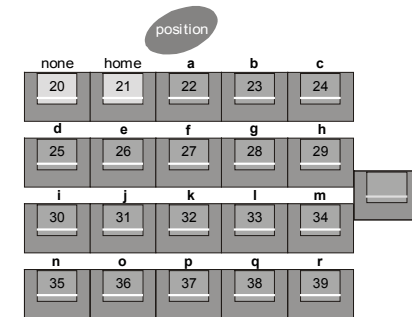 position
none home a b c
20 21 22 23 24
d e f g h
25 26 27 28 29
i j k l m
30 31 32 33 34
n o p q r
35 36 37 38 39